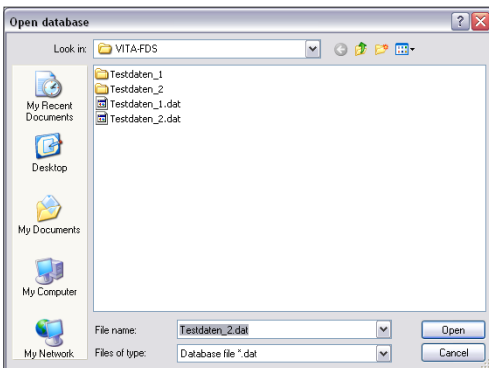 Open database
Look in: VITA-FDS
My Recent
Documents
Desktop
My Documents
My Computer
My Network
Testdaten_1
Testdaten_2
Testdaten_1.dat
Testdaten_2.dat
File name: Testdaten_2.dat Open
Files of type: Database file *.dat Cancel